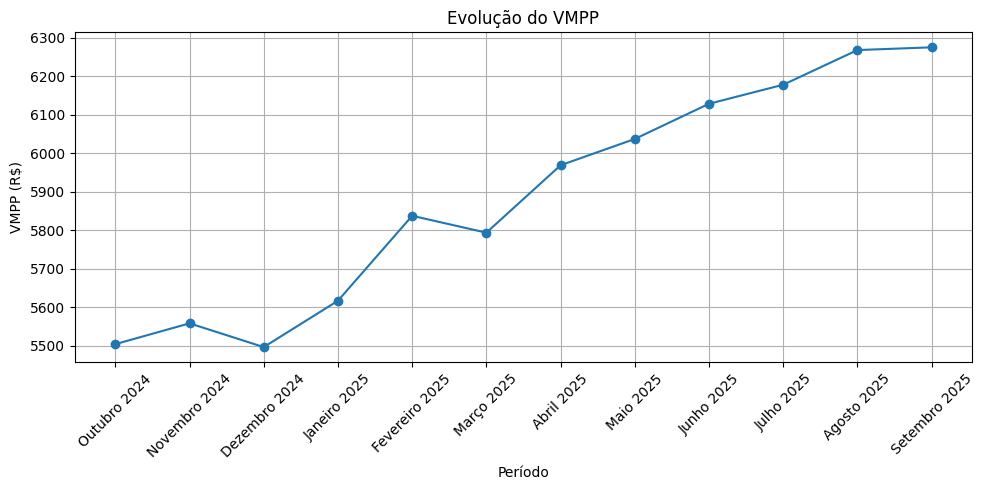 Evolução do VMPP
VMPP (R$)
6300
6200
6100
6000
5900
5800
5700
5600
5500
Outubro 2024
Novembro 2024
Dezembro 2024
Janeiro 2025
Fevereiro 2025
Março 2025
Abril 2025
Maio 2025
Junho 2025
Julho 2025
Agosto 2025
Setembro 2025
Período